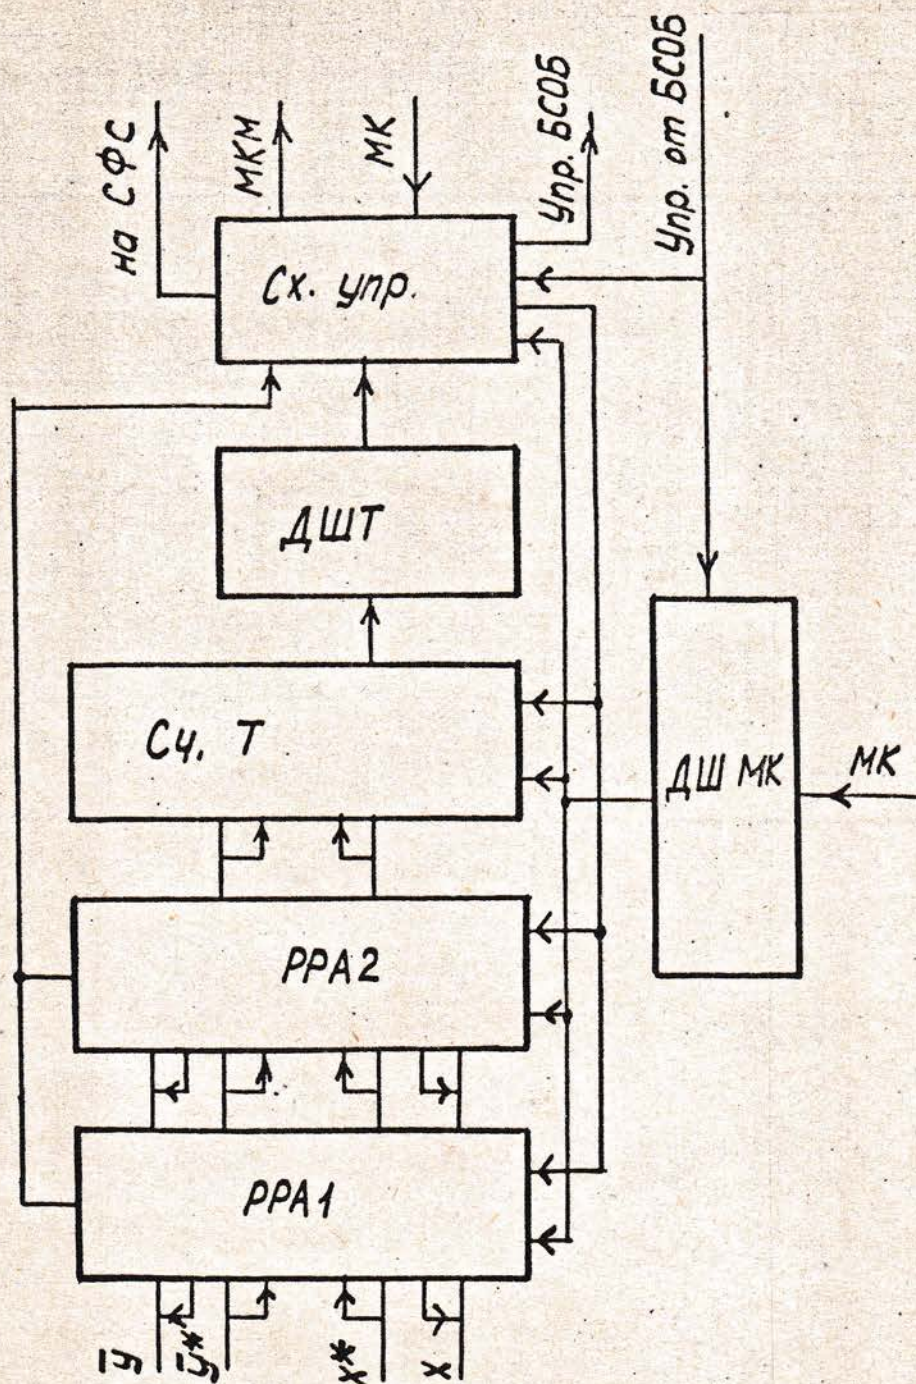 на СФС
МКМ
МК
Упр. БСОБ
Упр. от БСОБ
Сх. упр.
ДШТ
Сч. Т
ДШ МК
МК
РРА2
РРА1
ȳ
ȳ*
x*
x